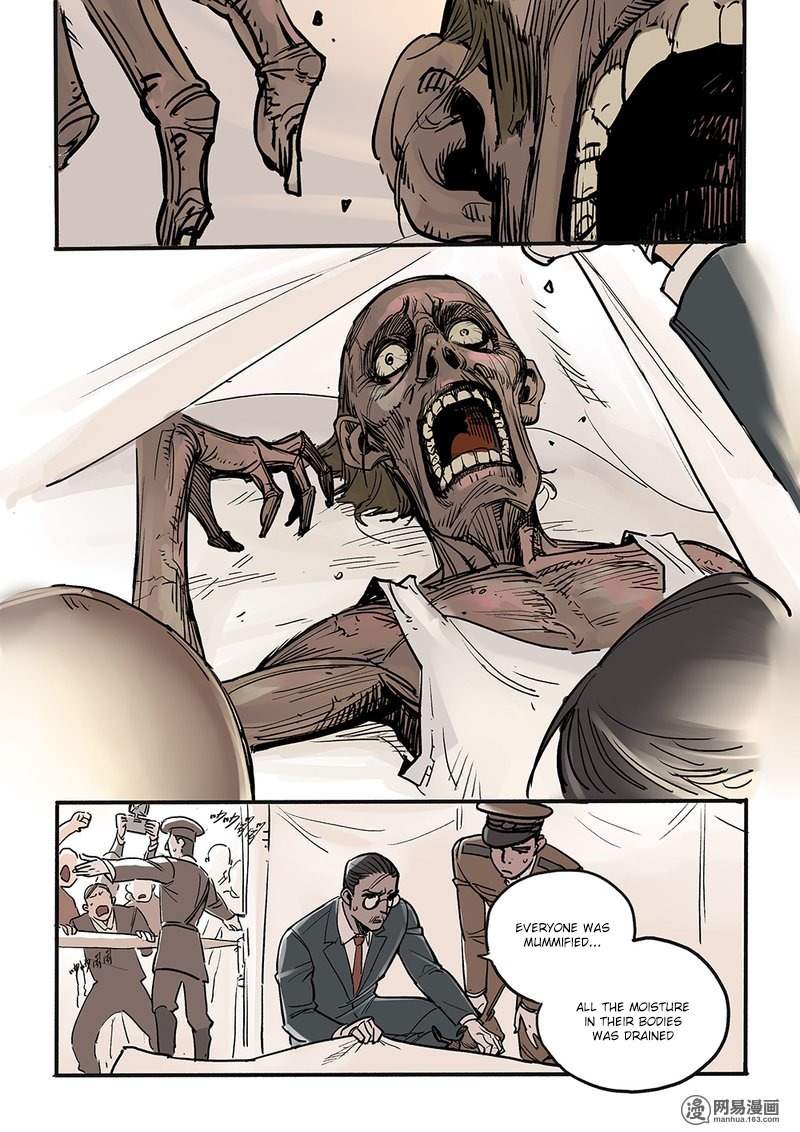 EVERYONE WAS
MUMMIFIED...
ALL THE MOISTURE
IN THEIR BODIES
WAS DRAINED
网易漫画
manhua.163.com